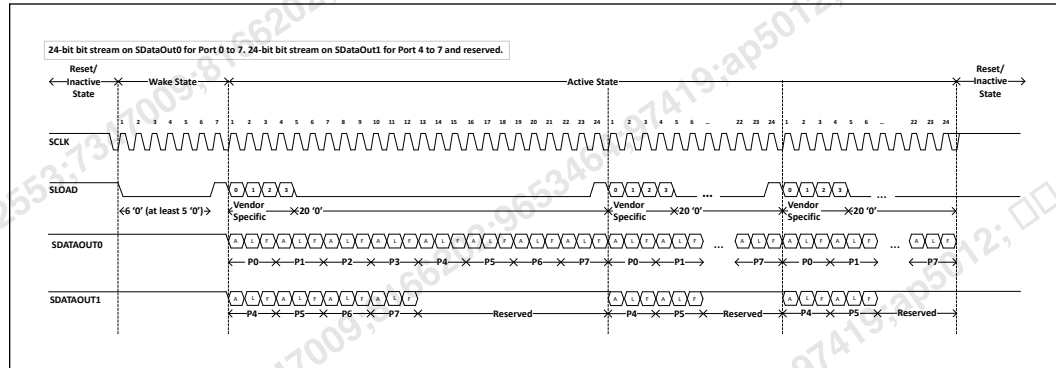 24-bit bit stream on SDataOut0 for Port 0 to 7. 24-bit bit stream on SDataOut1 for Port 4 to 7 and reserved.
Reset/ Inactive State
Wake State
Active State
Reset/ Inactive State
1 2 3 4 5 6 7 1 2 3 4 5 6 7 8 9 10 11 12 13 14 15 16 17 18 19 20 21 22 23 24 1 2 3 4 5 6 ... 22 23 24 1 2 3 4 5 6 ... 22 23 24
SCLK
SLOAD
0 1 2 3 0 1 2 3 ... 0 1 2 3 ...
6 '0' (at least 5 '0') Vendor Specific 20 '0' Vendor Specific 20 '0' Vendor Specific 20 '0'
SDATAOUT0
A L F A L F A L F A L F A L F A L F A L F A L F A L F A L F ... A L F A L F A L F ... A L F
P0 P1 P2 P3 P4 P5 P6 P7 P0 P1 P7 P0 P1 P7
SDATAOUT1
A L F A L F A L F A L F A L F A L F A L F A L F
P4 P5 P6 P7 Reserved P4 P5 Reserved P4 P5 Reserved